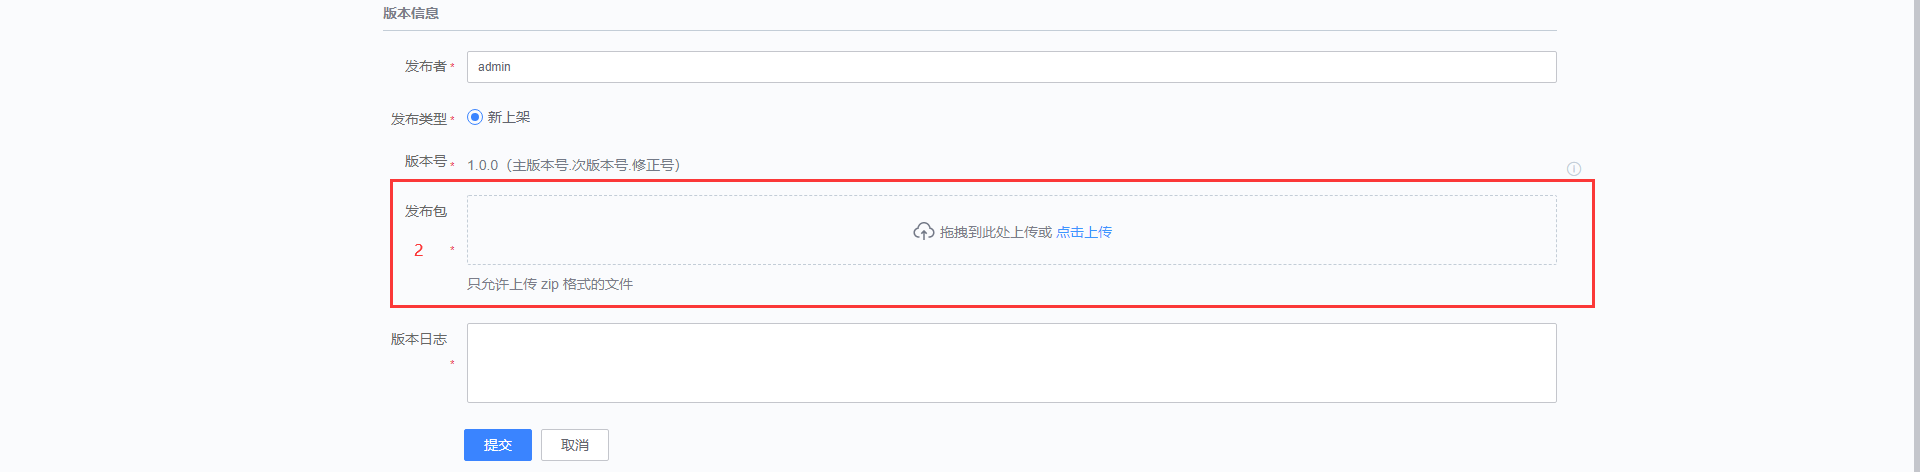 版本信息
发布者 * admin
发布类型 * 新上架
版本号 * 1.0.0（主版本号.次版本号.修正号）
发布包
拖拽到此处上传或 点击上传
2 *
只允许上传 zip 格式的文件
版本日志
*
提交 取消